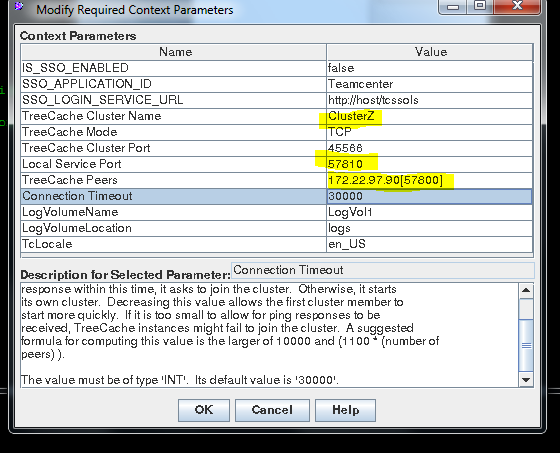 Modify Required Context Parameters
Context Parameters
Name Value
IS_SSO_ENABLED false
SSO_APPLICATION_ID Teamcenter
SSO_LOGIN_SERVICE_URL http://host/tcssols
TreeCache Cluster Name ClusterZ
TreeCache Mode TCP
TreeCache Cluster Port 45566
Local Service Port 57810
TreeCache Peers 172.22.97.90[57800]
Connection Timeout 30000
LogVolumeName LogVol1
LogVolumeLocation logs
TcLocale en_US
Description for Selected Parameter: Connection Timeout
response within this time, it asks to join the cluster. Otherwise, it starts
its own cluster. Decreasing this value allows the first cluster member to
start more quickly. If it is too small to allow for ping responses to be
received, TreeCache instances might fail to join the cluster. A suggested
formula for computing this value is the larger of 10000 and (1100 * (number of
peers) ).
The value must be of type 'INT'. Its default value is '30000'.
OK Cancel Help